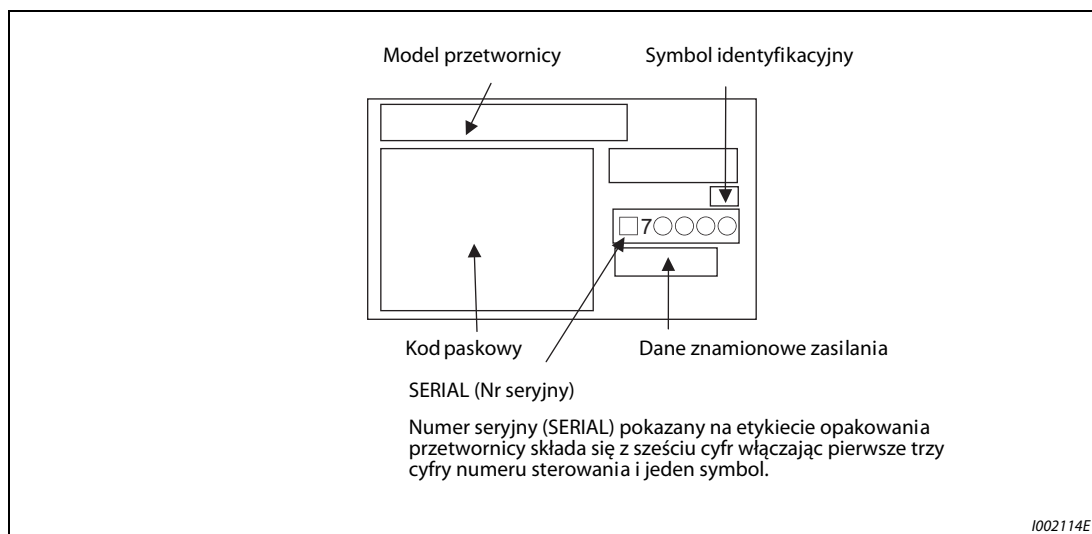 Model przetwornicy
Symbol identyfikacyjny
□7○○○○
Kod paskowy
Dane znamionowe zasilania
SERIAL (Nr seryjny)
Numer seryjny (SERIAL) pokazany na etykiecie opakowania
przetwornicy składa się z sześciu cyfr włączając pierwsze trzy
cyfry numeru sterowania i jeden symbol.
I002114E